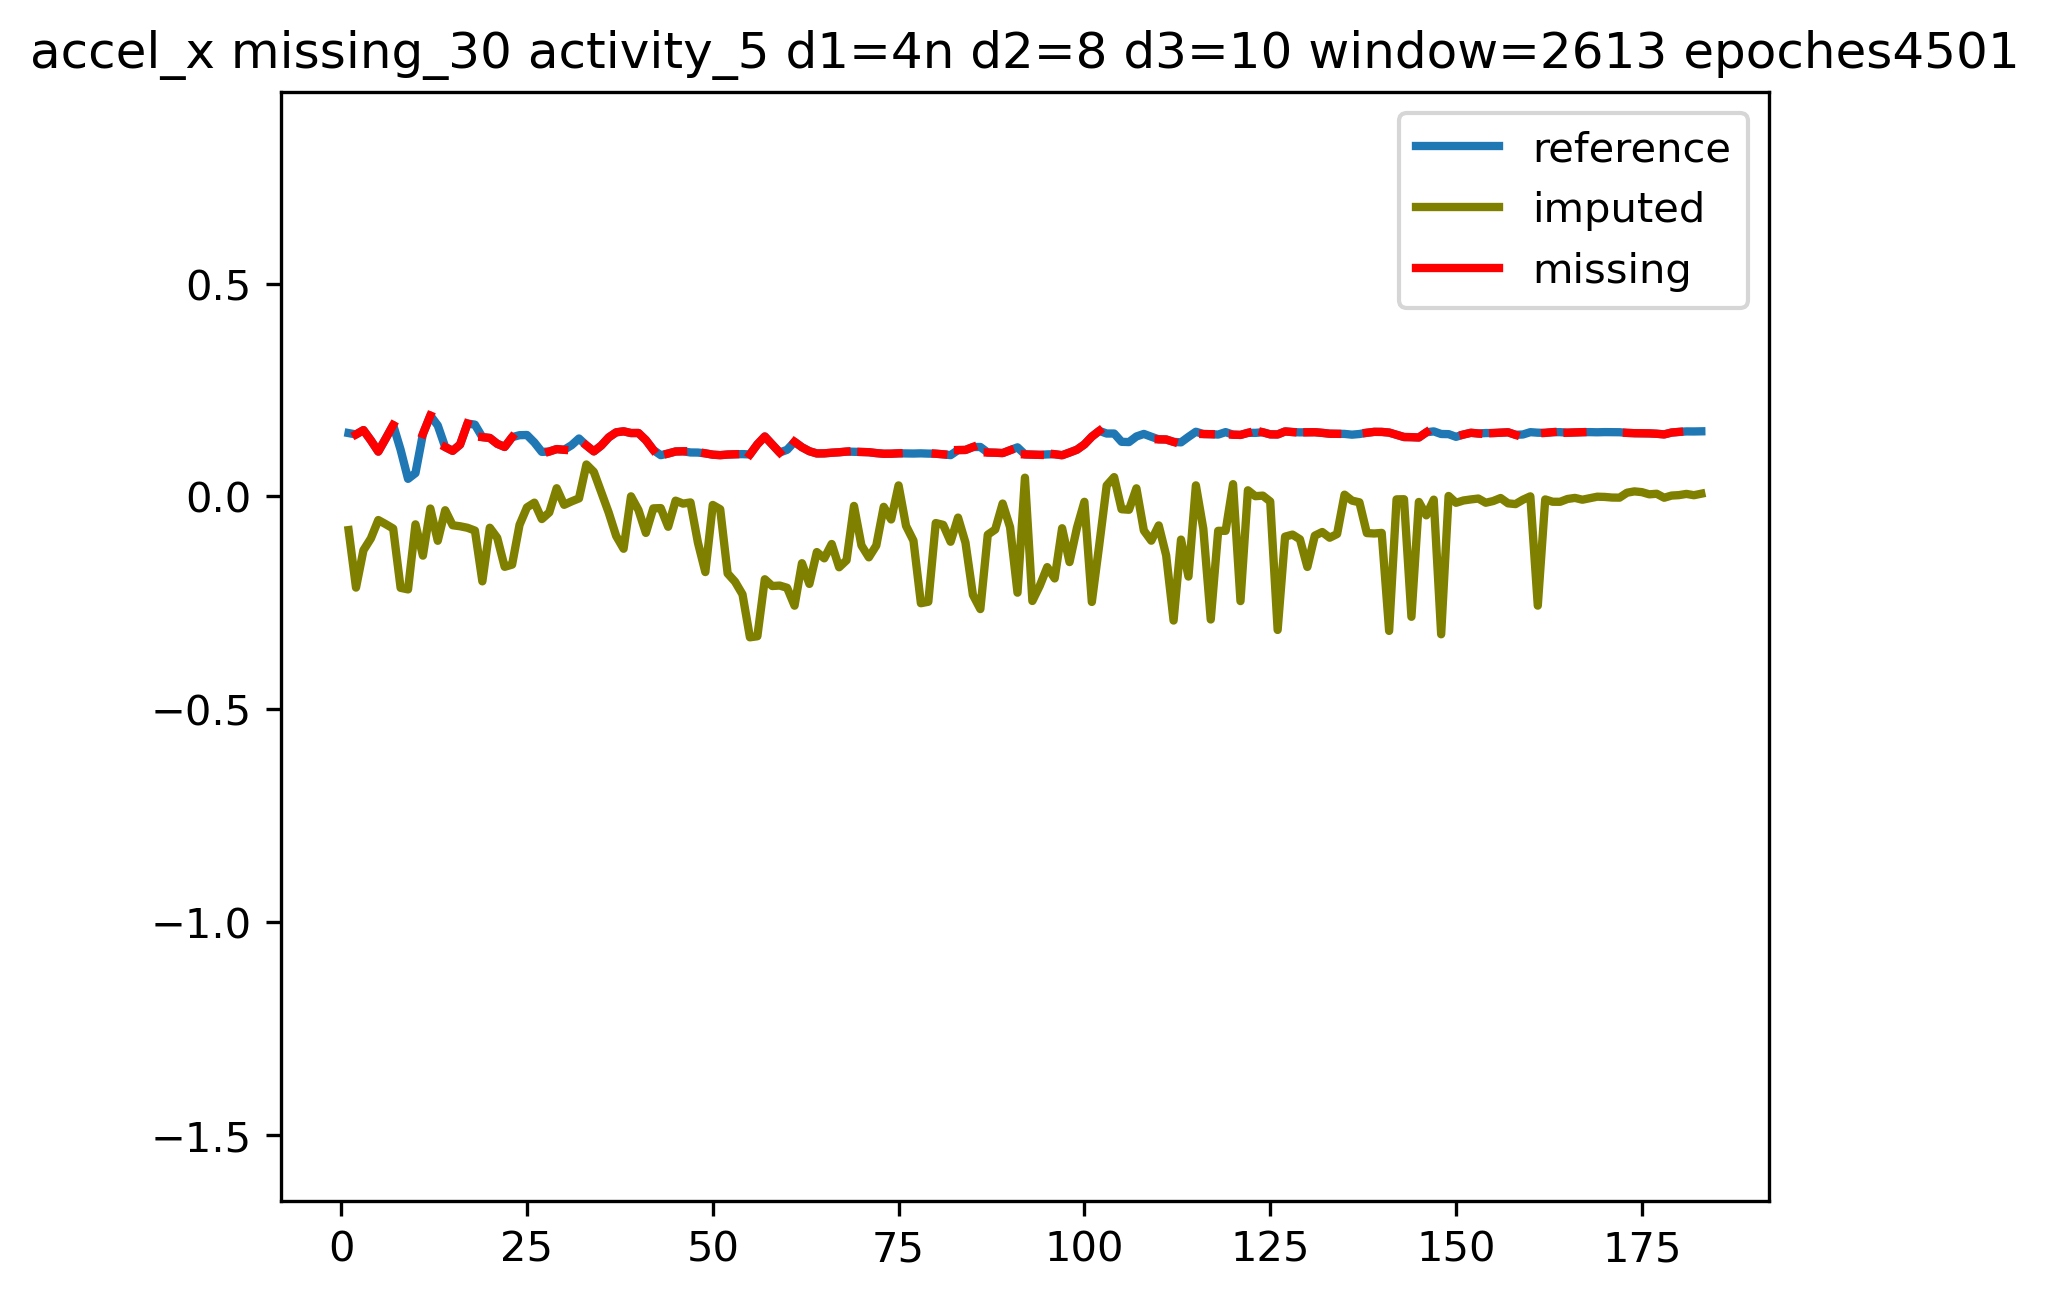 accel_x missing_30 activity_5 d1=4n d2=8 d3=10 window=2613 epoches4501
reference
imputed
missing
0.5
0.0
−0.5
−1.0
−1.5
0 25 50 75 100 125 150 175